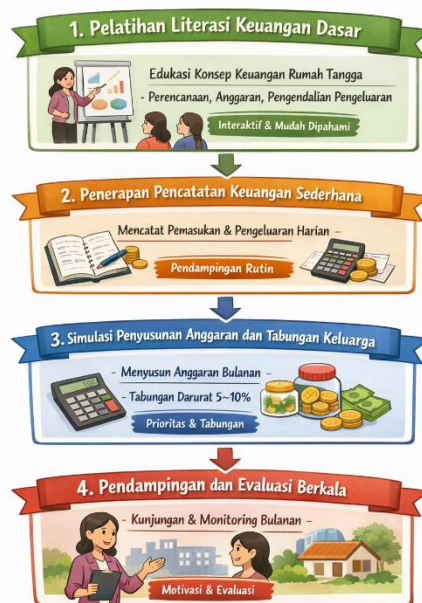 1. Pelatihan Literasi Keuangan Dasar
Edukasi Konsep Keuangan Rumah Tangga
- Perencanaan, Anggaran, Pengendalian Pengeluaran
Interaktif & Mudah Dipahami
2. Penerapan Pencatatan Keuangan Sederhana
Mencatat Pemasukan & Pengeluaran Harian -
Pendampingan Rutin
3. Simulasi Penyusunan Anggaran dan Tabungan Keluarga
- Menyusun Anggaran Bulanan -
- Tabungan Darurat 5~10%
Prioritas & Tabungan
4. Pendampingan dan Evaluasi Berkala
- Kunjungan & Monitoring Bulanan -
Motivasi & Evaluasi